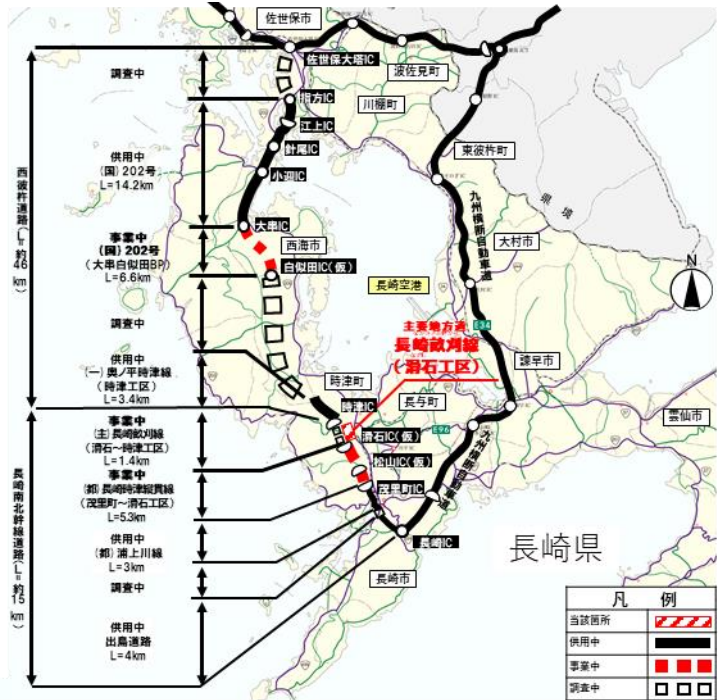 佐世保市
佐世保大塔IC
波佐見町
調査中
指方IC
川棚町
江上IC
供用中
(国)202号
L=14.2km
針尾IC
東彼杵町
小迎IC
県境
西彼杵道路(L=約46km)
大串IC
事業中
(国)202号
(大串白似田BP)
L=6.6km
西海市
九州横断自動車道
大村市
白似田IC(仮)
長崎空港
N
主要地方道
長崎畝刈線
(滑石工区)
E34
調査中
諫早市
供用中
(一)奥ノ平時津線
(時津工区)
L=3.4km
時津町
時津IC
長与町
雲仙市
事業中
(主)長崎畝刈線
(滑石~時津工区)
L=1.4km
滑石IC(仮)
E96
九州横断自動車道
松山IC(仮)
事業中
(都)長崎時津縦貫線
(茂里町~滑石工区)
L=5.3km
茂里町IC
長崎南北幹線道路(L=約15km)
供用中
(都)浦上川線
L=3km
長崎IC
長崎県
調査中
長崎市
供用中
出島道路
L=4km
凡 例
当該箇所
供用中
事業中
調査中